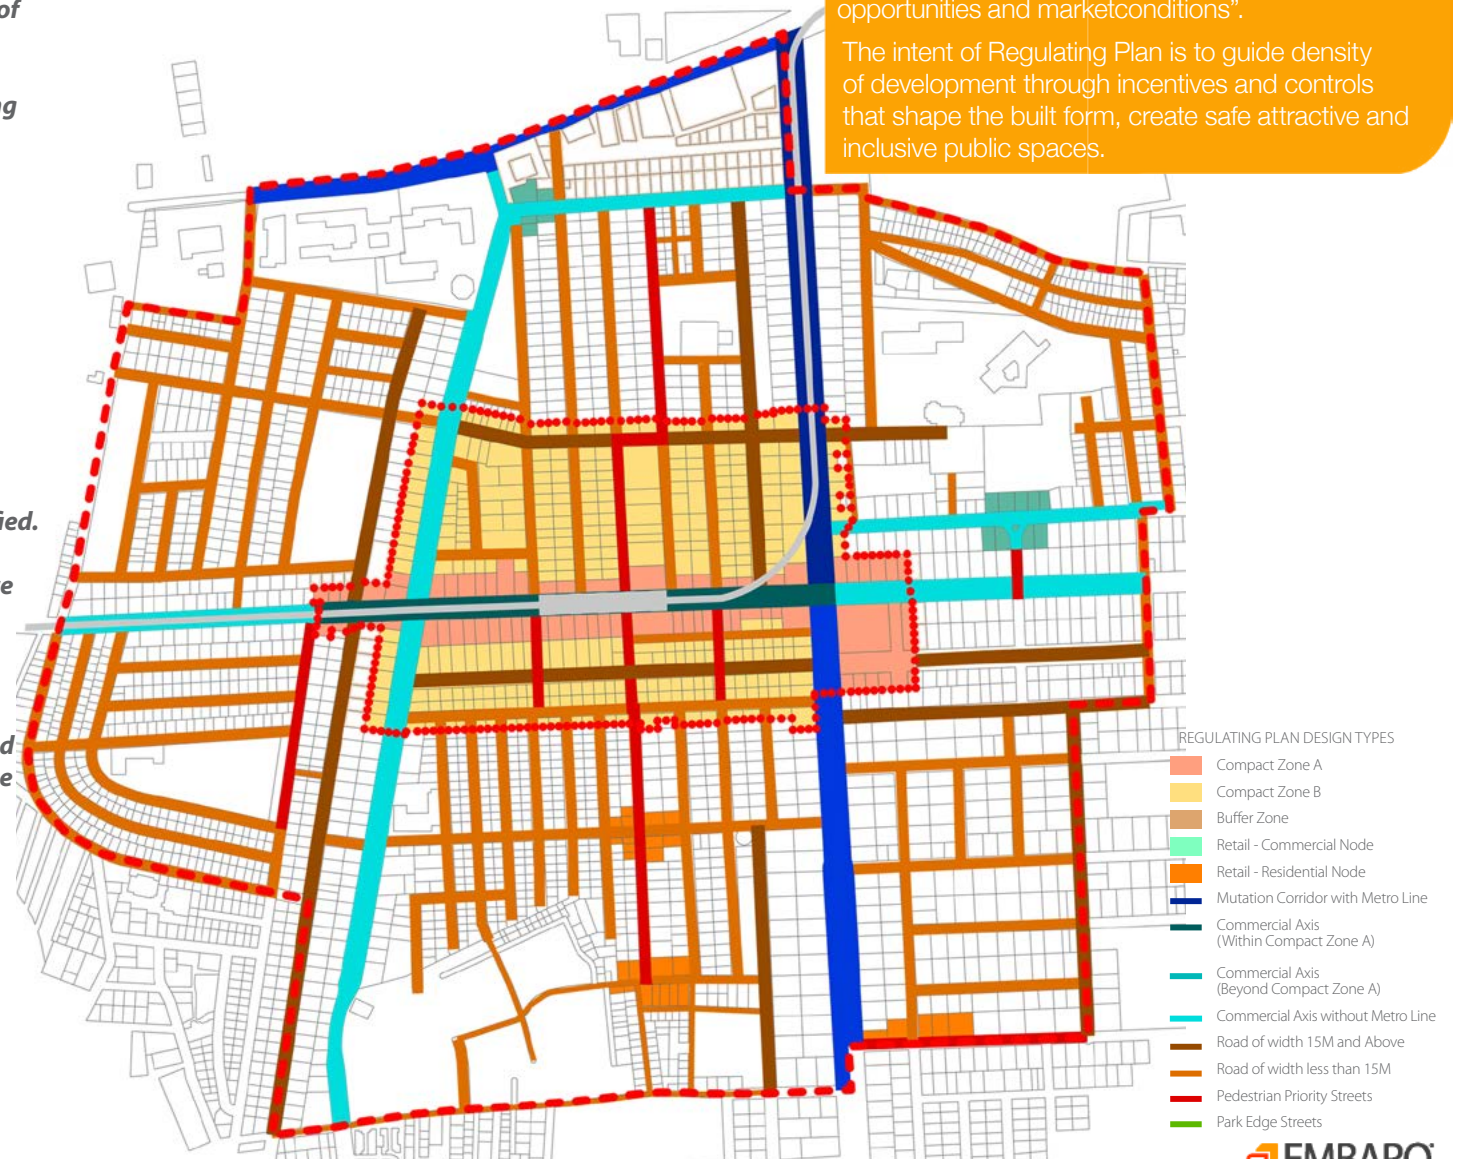 of
ng
ied.
d
e
opportunities and marketconditions”.
The intent of Regulating Plan is to guide density
of development through incentives and controls
that shape the built form, create safe attractive and
inclusive public spaces.
REGULATING PLAN DESIGN TYPES
Compact Zone A
Compact Zone B
Buffer Zone
Retail - Commercial Node
Retail - Residential Node
Mutation Corridor with Metro Line
Commercial Axis
(Within Compact Zone A)
Commercial Axis
(Beyond Compact Zone A)
Commercial Axis without Metro Line
Road of width 15M and Above
Road of width less than 15M
Pedestrian Priority Streets
Park Edge Streets
EMBARQ